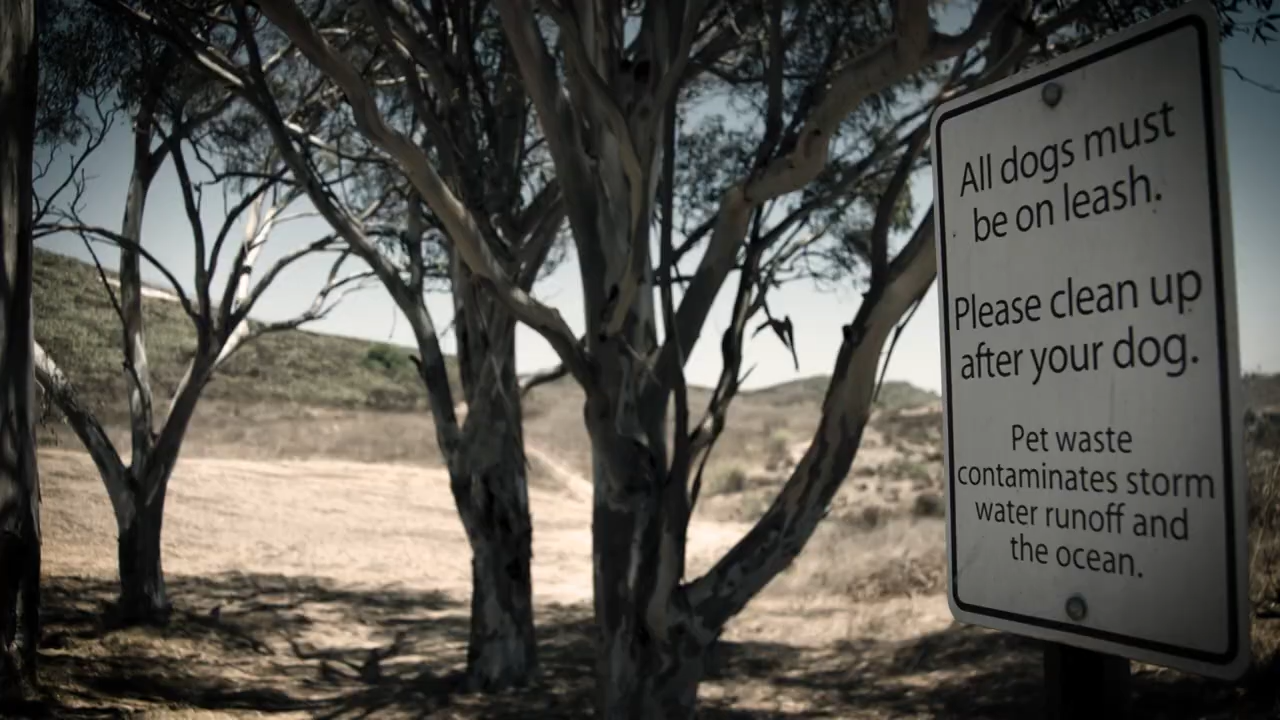 All dogs must
be on leash.
Please clean up
after your dog.
Pet waste
contaminates storm
water runoff and
the ocean.